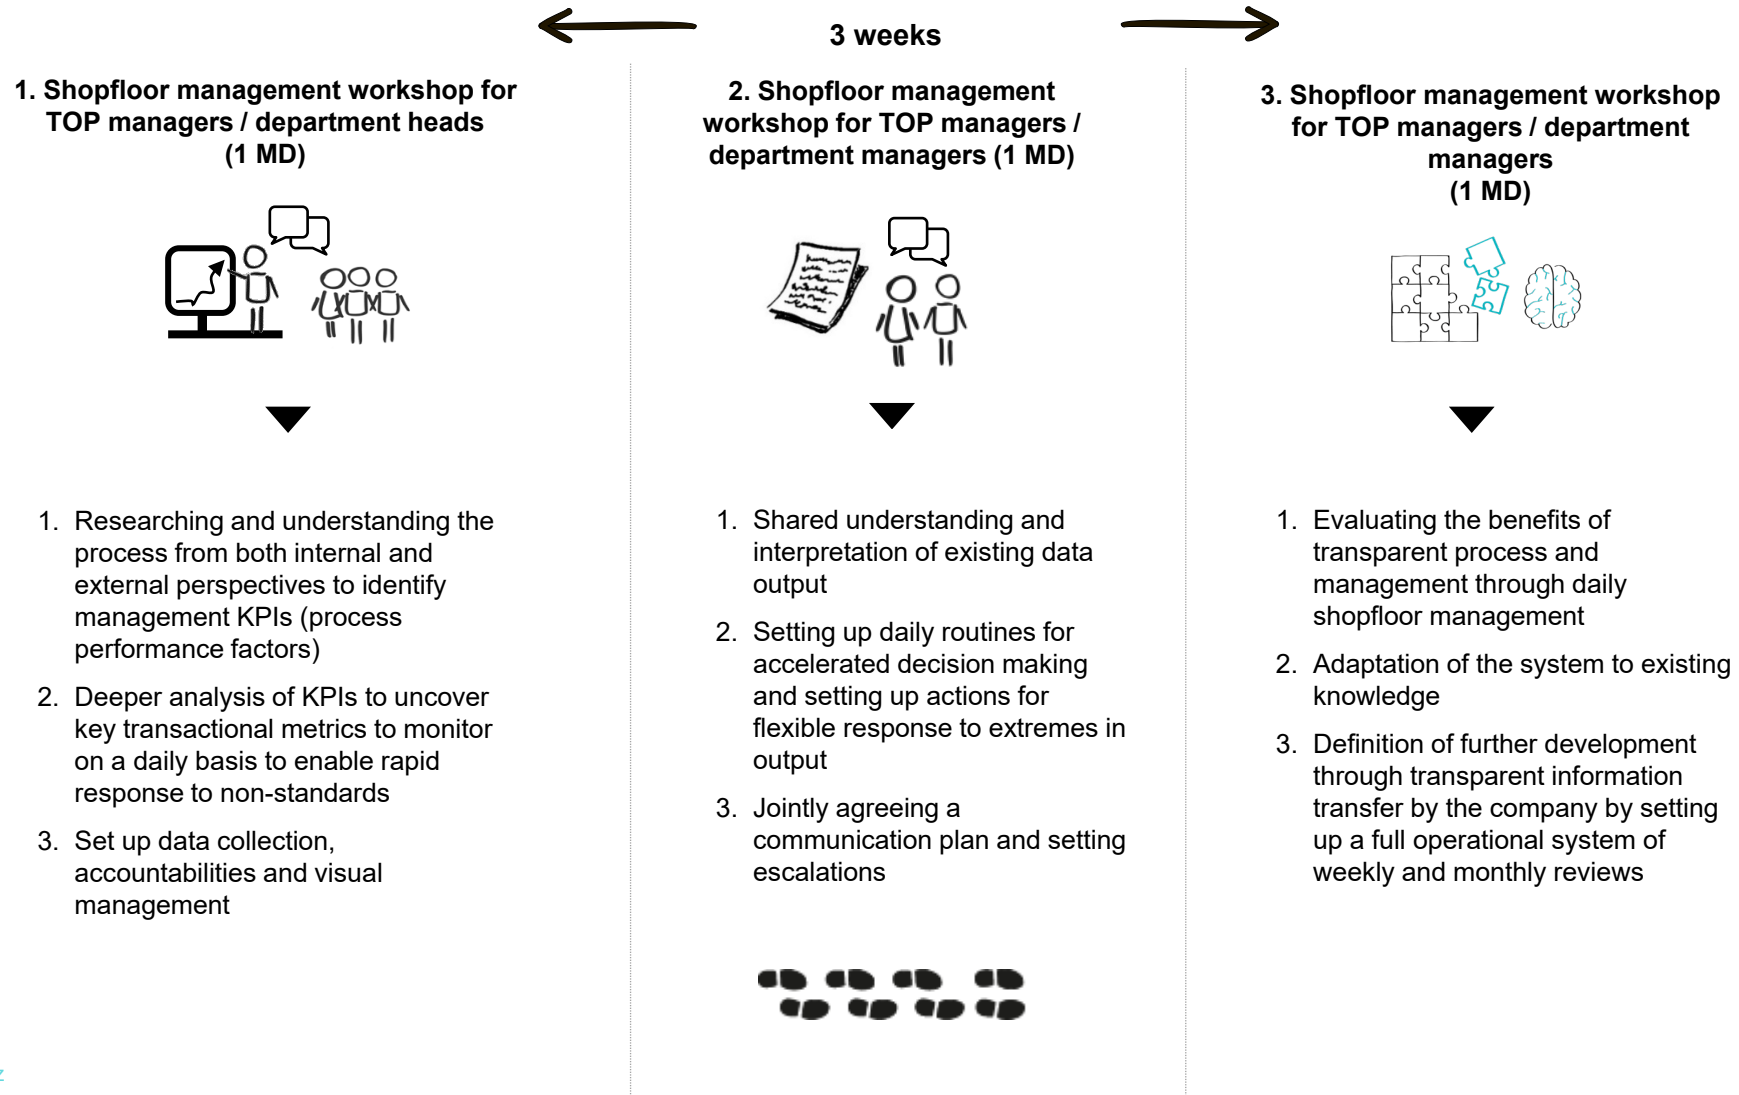 3 weeks
1. Shopfloor management workshop for
TOP managers / department heads
(1 MD)
2. Shopfloor management
workshop for TOP managers /
department managers (1 MD)
3. Shopfloor management workshop
for TOP managers / department
managers
(1 MD)
1. Researching and understanding the
process from both internal and
external perspectives to identify
management KPIs (process
performance factors)
2. Deeper analysis of KPIs to uncover
key transactional metrics to monitor
on a daily basis to enable rapid
response to non-standards
3. Set up data collection,
accountabilities and visual
management
1. Shared understanding and
interpretation of existing data
output
2. Setting up daily routines for
accelerated decision making
and setting up actions for
flexible response to extremes in
output
3. Jointly agreeing a
communication plan and setting
escalations
1. Evaluating the benefits of
transparent process and
management through daily
shopfloor management
2. Adaptation of the system to existing
knowledge
3. Definition of further development
through transparent information
transfer by the company by setting
up a full operational system of
weekly and monthly reviews